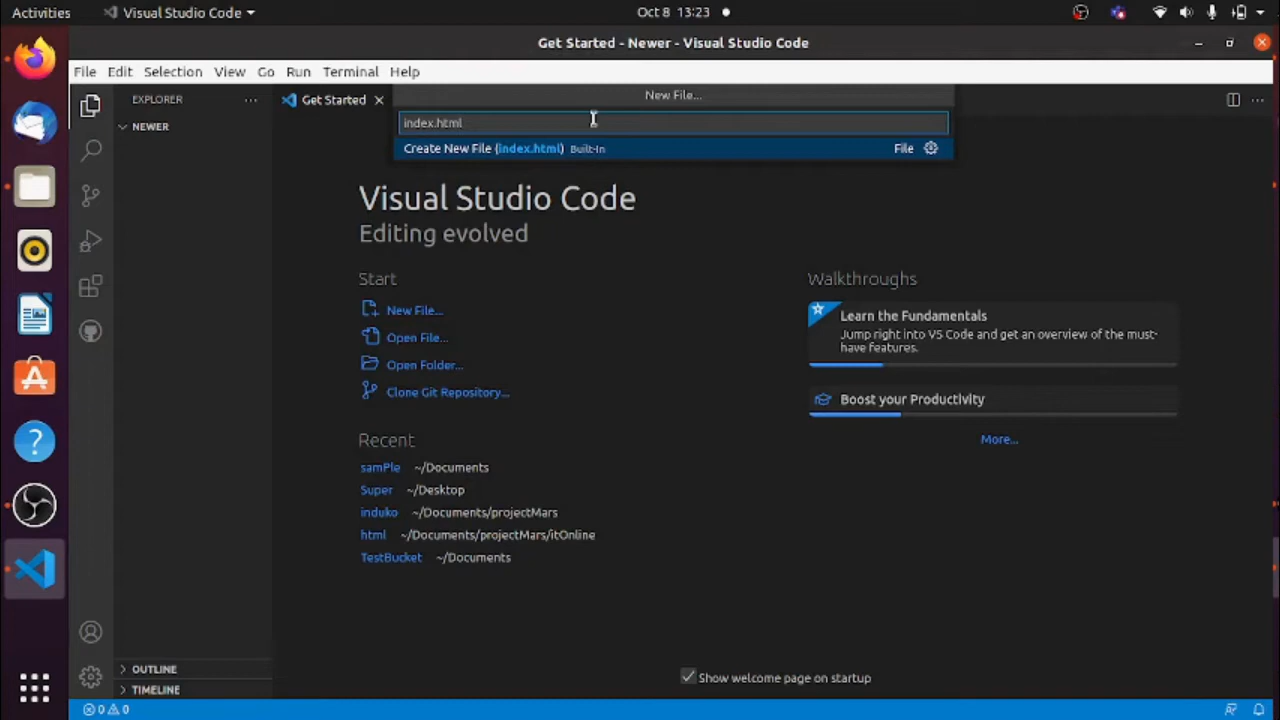 Activities
Visual Studio Code
Oct 8 13:23
Get Started - Newer - Visual Studio Code
File Edit Selection View Go Run Terminal Help
EXPLORER
NEWER
Get Started
New File...
index.html
Create New File (index.html) Built-In File
Visual Studio Code
Editing evolved
Start
New File...
Open File...
Open Folder...
Clone Git Repository...
Recent
samPle ~/Documents
Super ~/Desktop
induko ~/Documents/projectMars
html ~/Documents/projectMars/itOnline
TestBucket ~/Documents
Walkthroughs
Learn the Fundamentals
Jump right into VS Code and get an overview of the must-
have features.
Boost your Productivity
More...
Show welcome page on startup
OUTLINE
TIMELINE
0 0